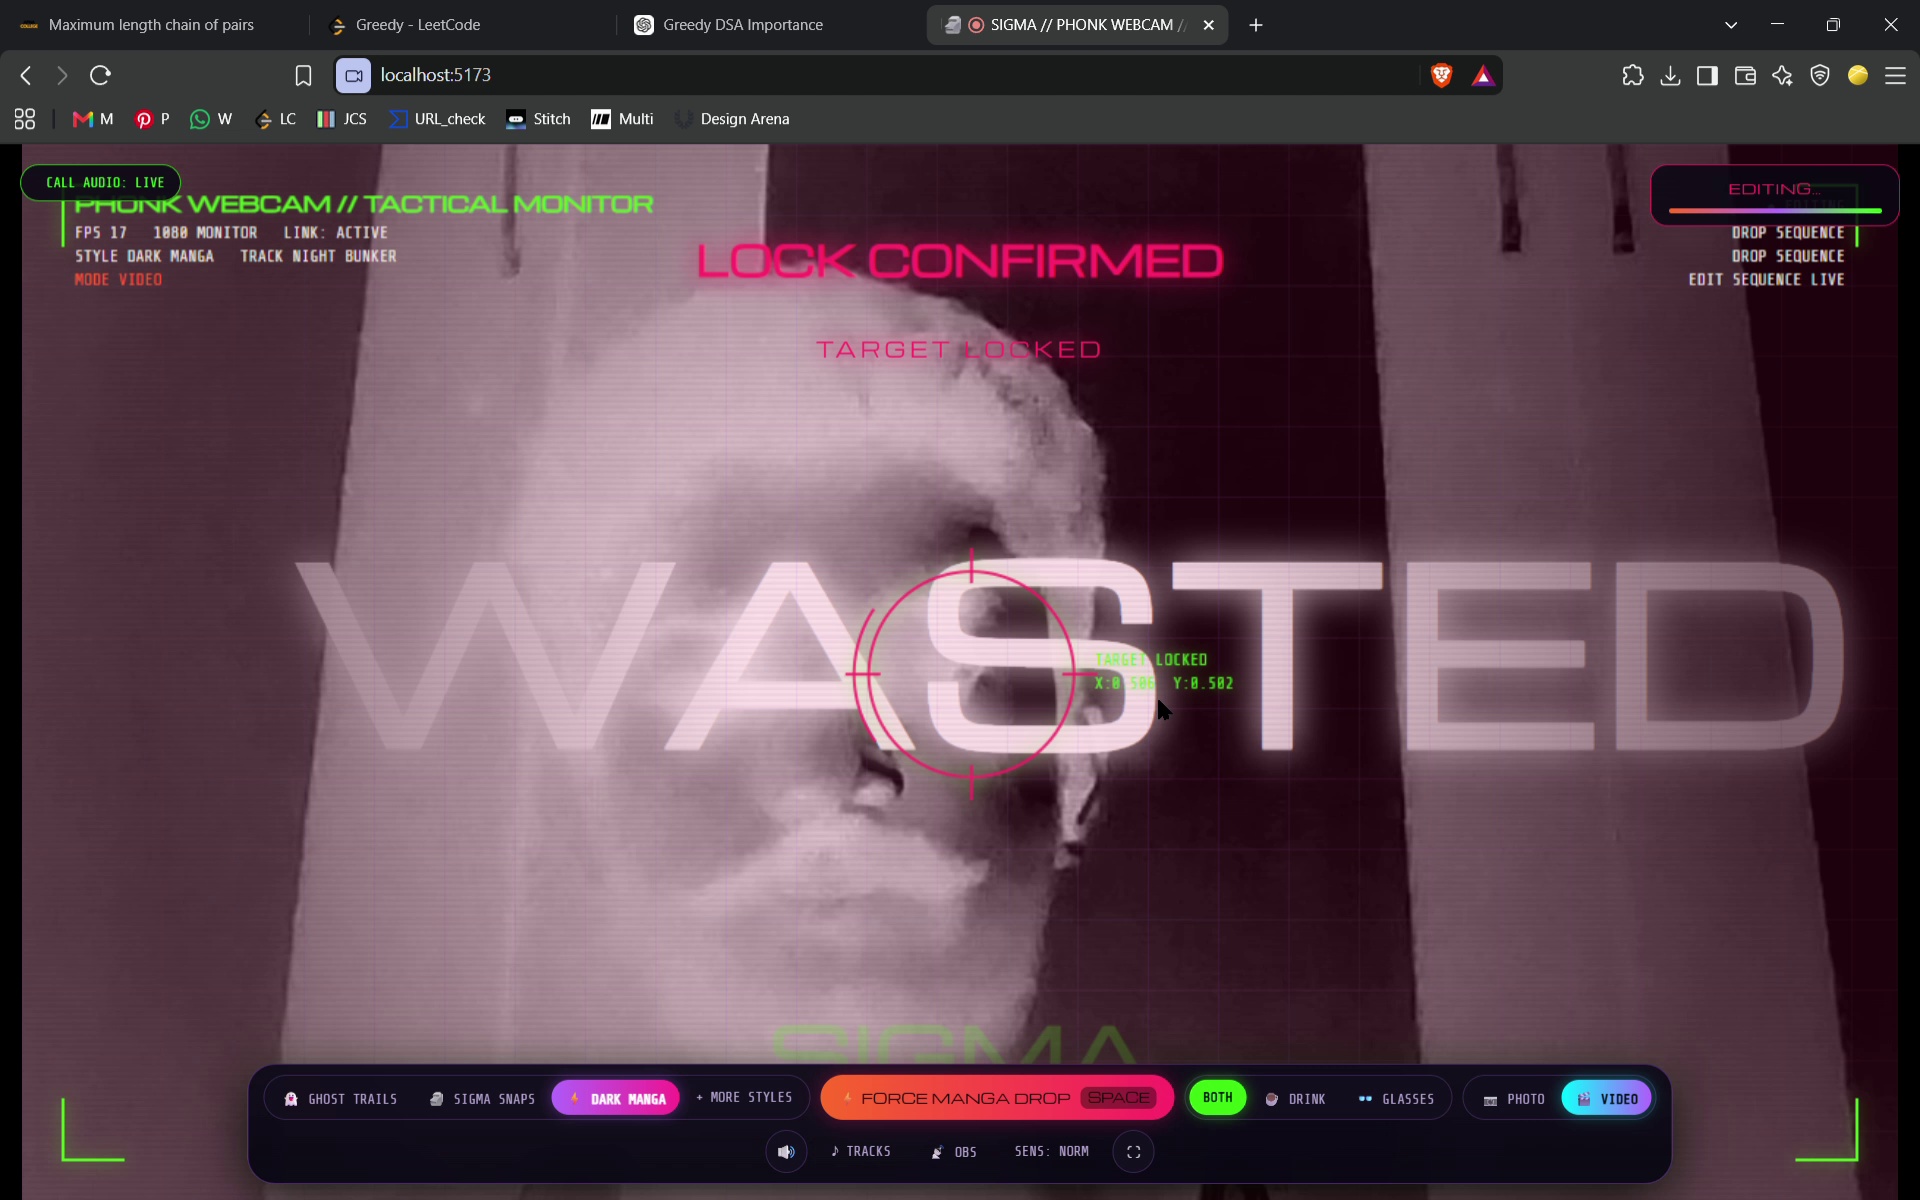 Maximum length chain of pairs
Greedy - LeetCode
Greedy DSA Importance
SIGMA // PHONK WEBCAM //
localhost:5173
M
P
W
LC
JCS
URL_check
Stitch
Multi
Design Arena
CALL AUDIO: LIVE
PHONK WEBCAM // TACTICAL MONITOR
FPS 17 1080 MONITOR LINK: ACTIVE
STYLE DARK MANGA TRACK NIGHT BUNKER
MODE VIDEO
EDITING...
EDITING
DROP SEQUENCE
DROP SEQUENCE
EDIT SEQUENCE LIVE
LOCK CONFIRMED
TARGET LOCKED
WASTED
TARGET LOCKED
X:0.506 Y:0.502
SIGMA
GHOST TRAILS
SIGMA SNAPS
DARK MANGA
+ MORE STYLES
FORCE MANGA DROP SPACE
BOTH
DRINK
GLASSES
PHOTO
VIDEO
♪ TRACKS
OBS
SENS: NORM